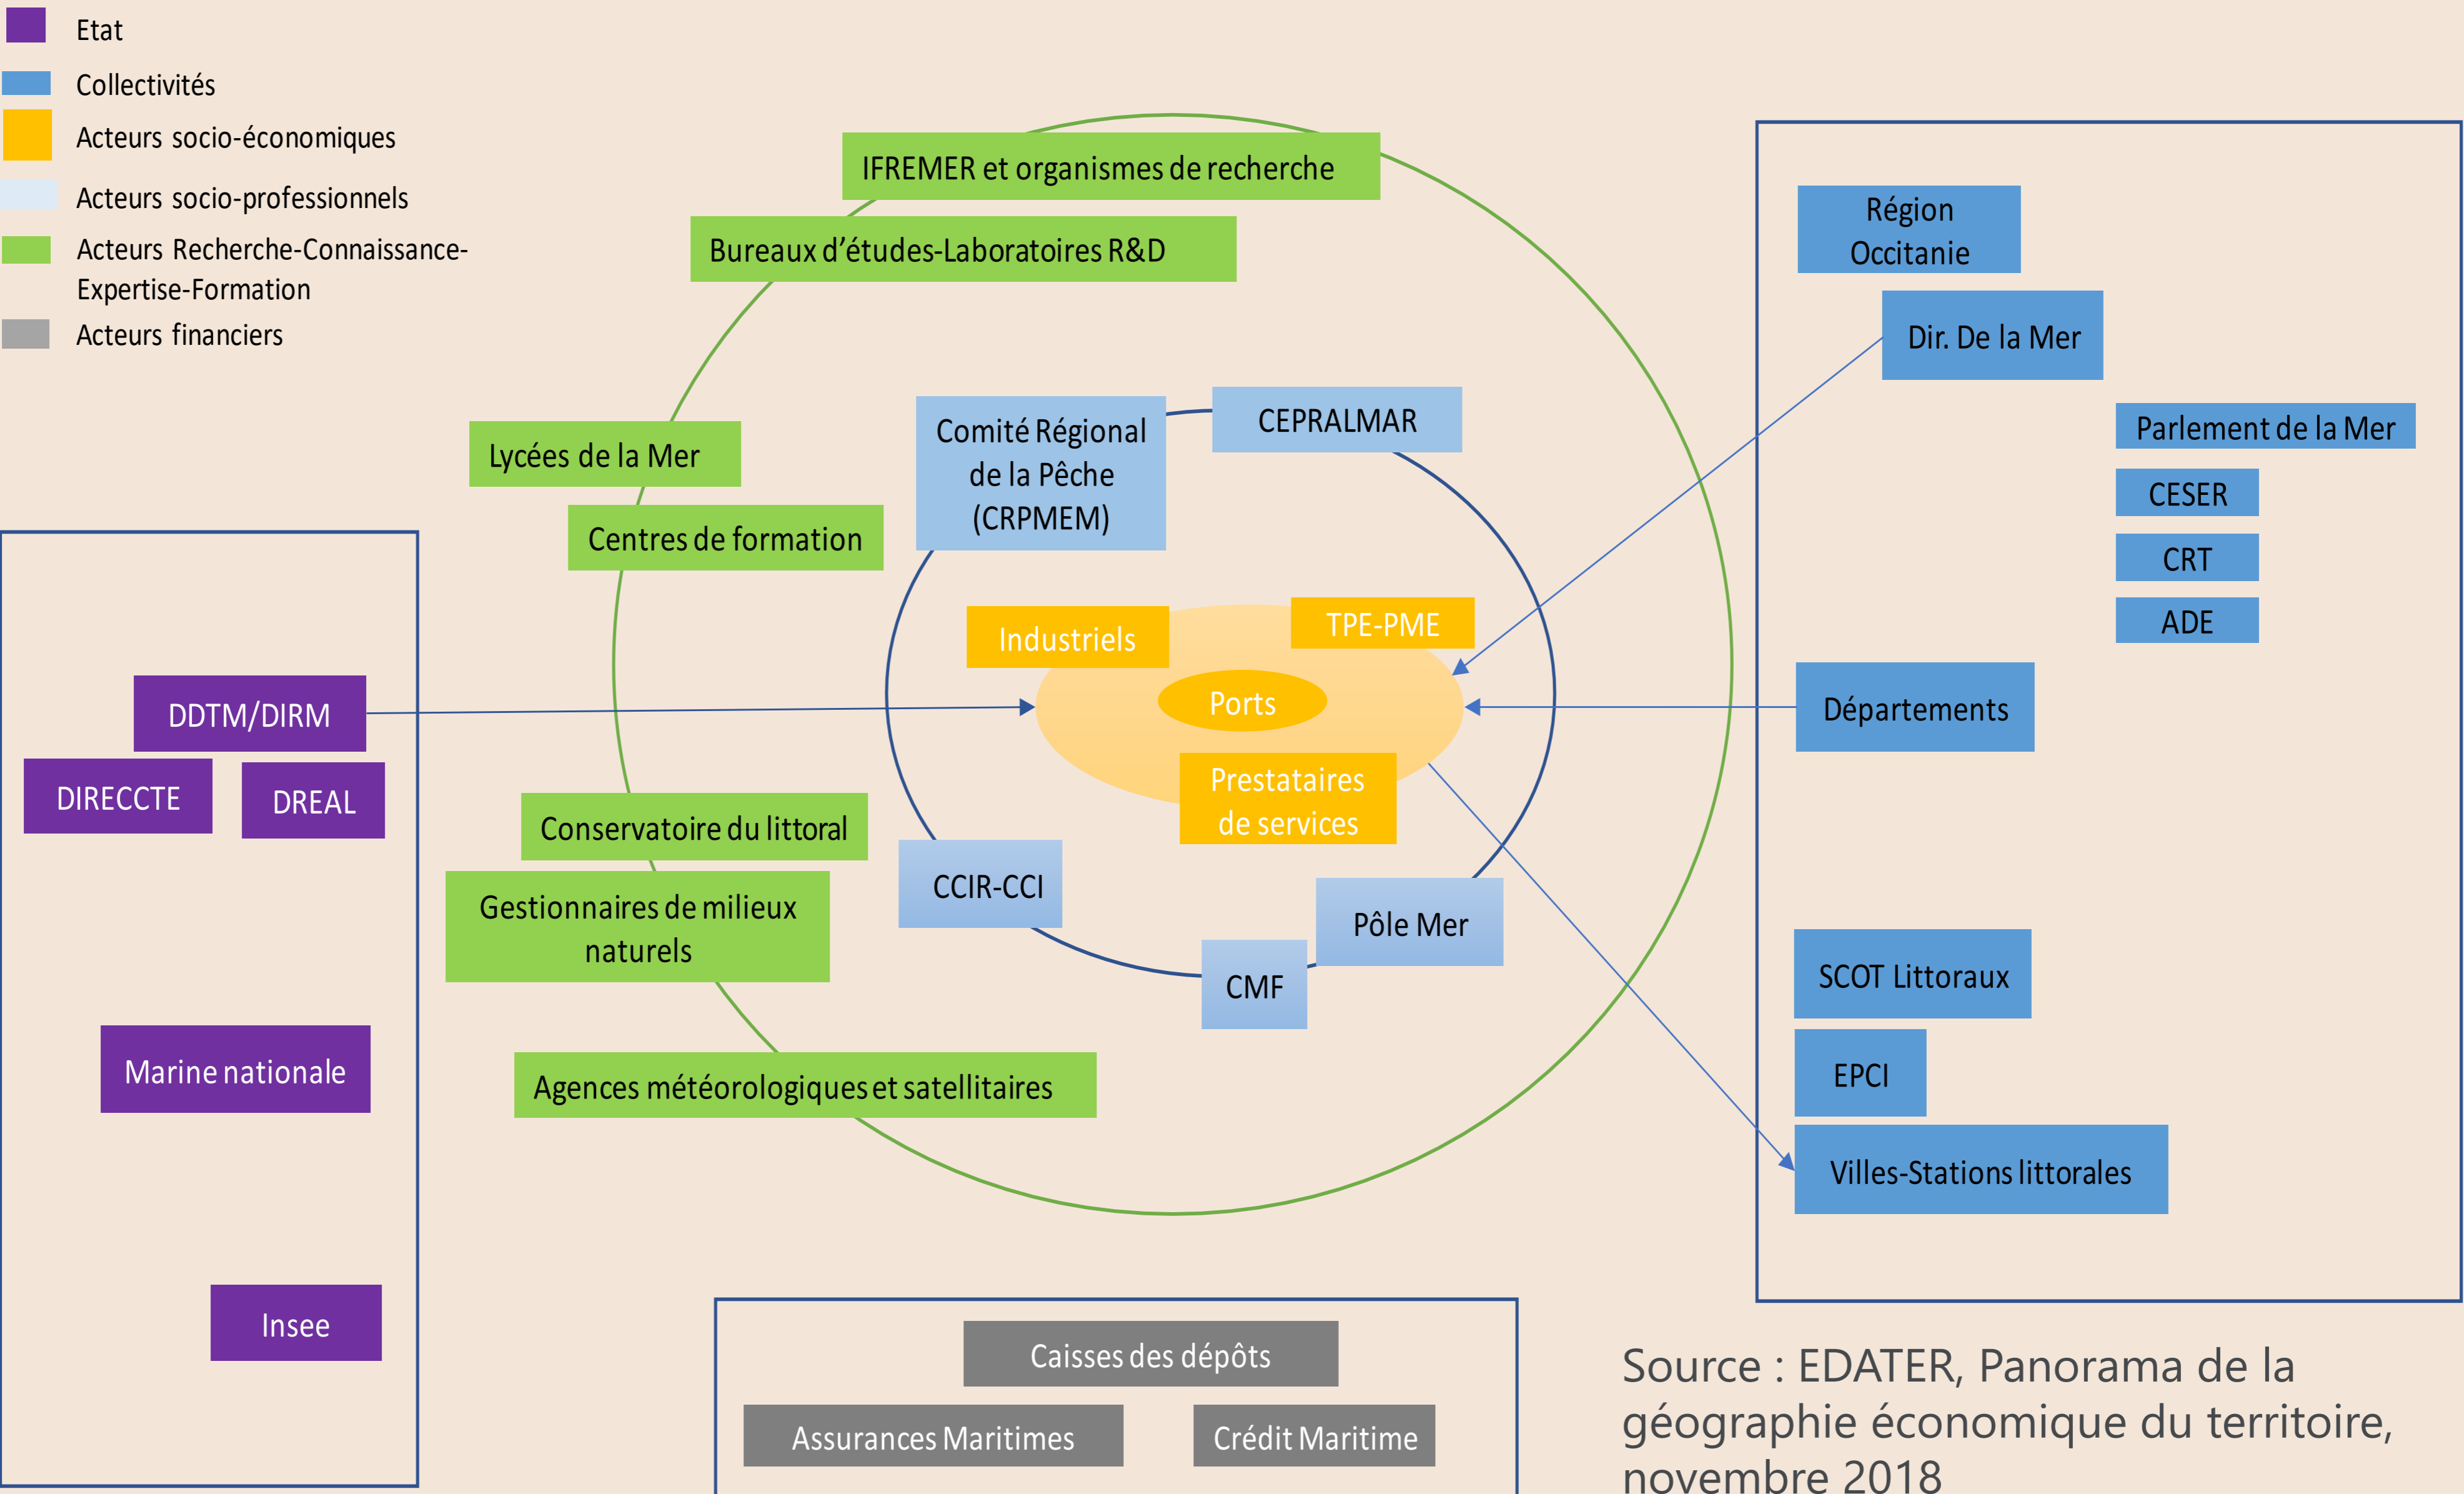 Etat
Collectivités
Acteurs socio-économiques
Acteurs socio-professionnels
Acteurs Recherche-Connaissance-
Expertise-Formation
Acteurs financiers
IFREMER et organismes de recherche
Bureaux d’études-Laboratoires R&D
Lycées de la Mer
Centres de formation
Comité Régional
de la Pêche
(CRPMEM)
CEPRALMAR
Industriels
TPE-PME
Ports
Prestataires
de services
Conservatoire du littoral
Gestionnaires de milieux
naturels
CCIR-CCI
Pôle Mer
CMF
Agences météorologiques et satellitaires
DDTM/DIRM
DIRECCTE
DREAL
Marine nationale
Insee
Région
Occitanie
Dir. De la Mer
Parlement de la Mer
CESER
CRT
ADE
Départements
SCOT Littoraux
EPCI
Villes-Stations littorales
Caisses des dépôts
Assurances Maritimes
Crédit Maritime
Source : EDATER, Panorama de la
géographie économique du territoire,
novembre 2018